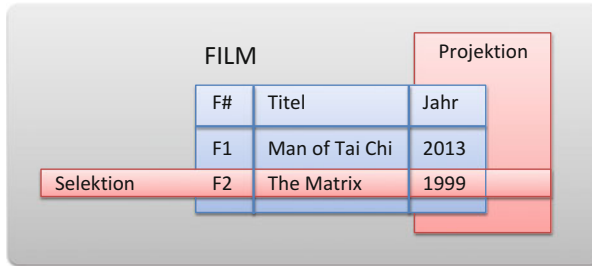 Projektion
FILM
F# Titel Jahr
F1 Man of Tai Chi 2013
Selektion F2 The Matrix 1999